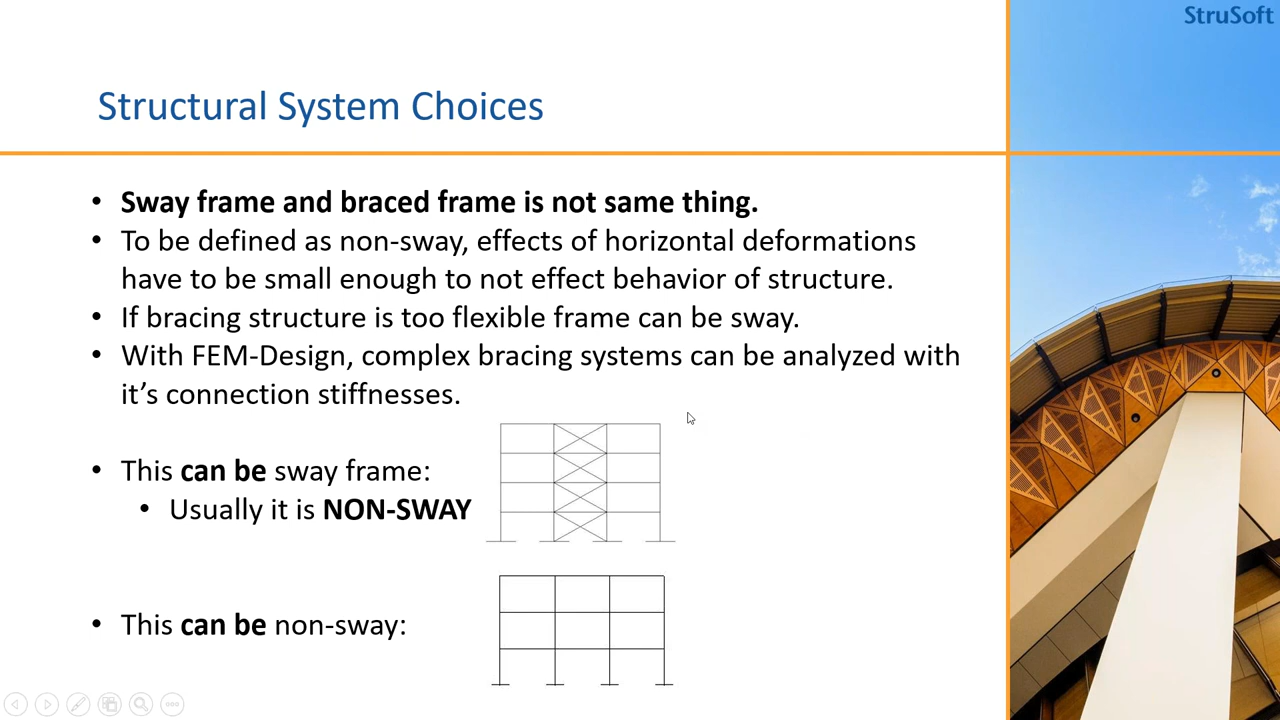 StruSoft
Structural System Choices
• Sway frame and braced frame is not same thing.
• To be defined as non-sway, effects of horizontal deformations
have to be small enough to not effect behavior of structure.
• If bracing structure is too flexible frame can be sway.
• With FEM-Design, complex bracing systems can be analyzed with
it's connection stiffnesses.
• This can be sway frame:
• Usually it is NON-SWAY
• This can be non-sway: